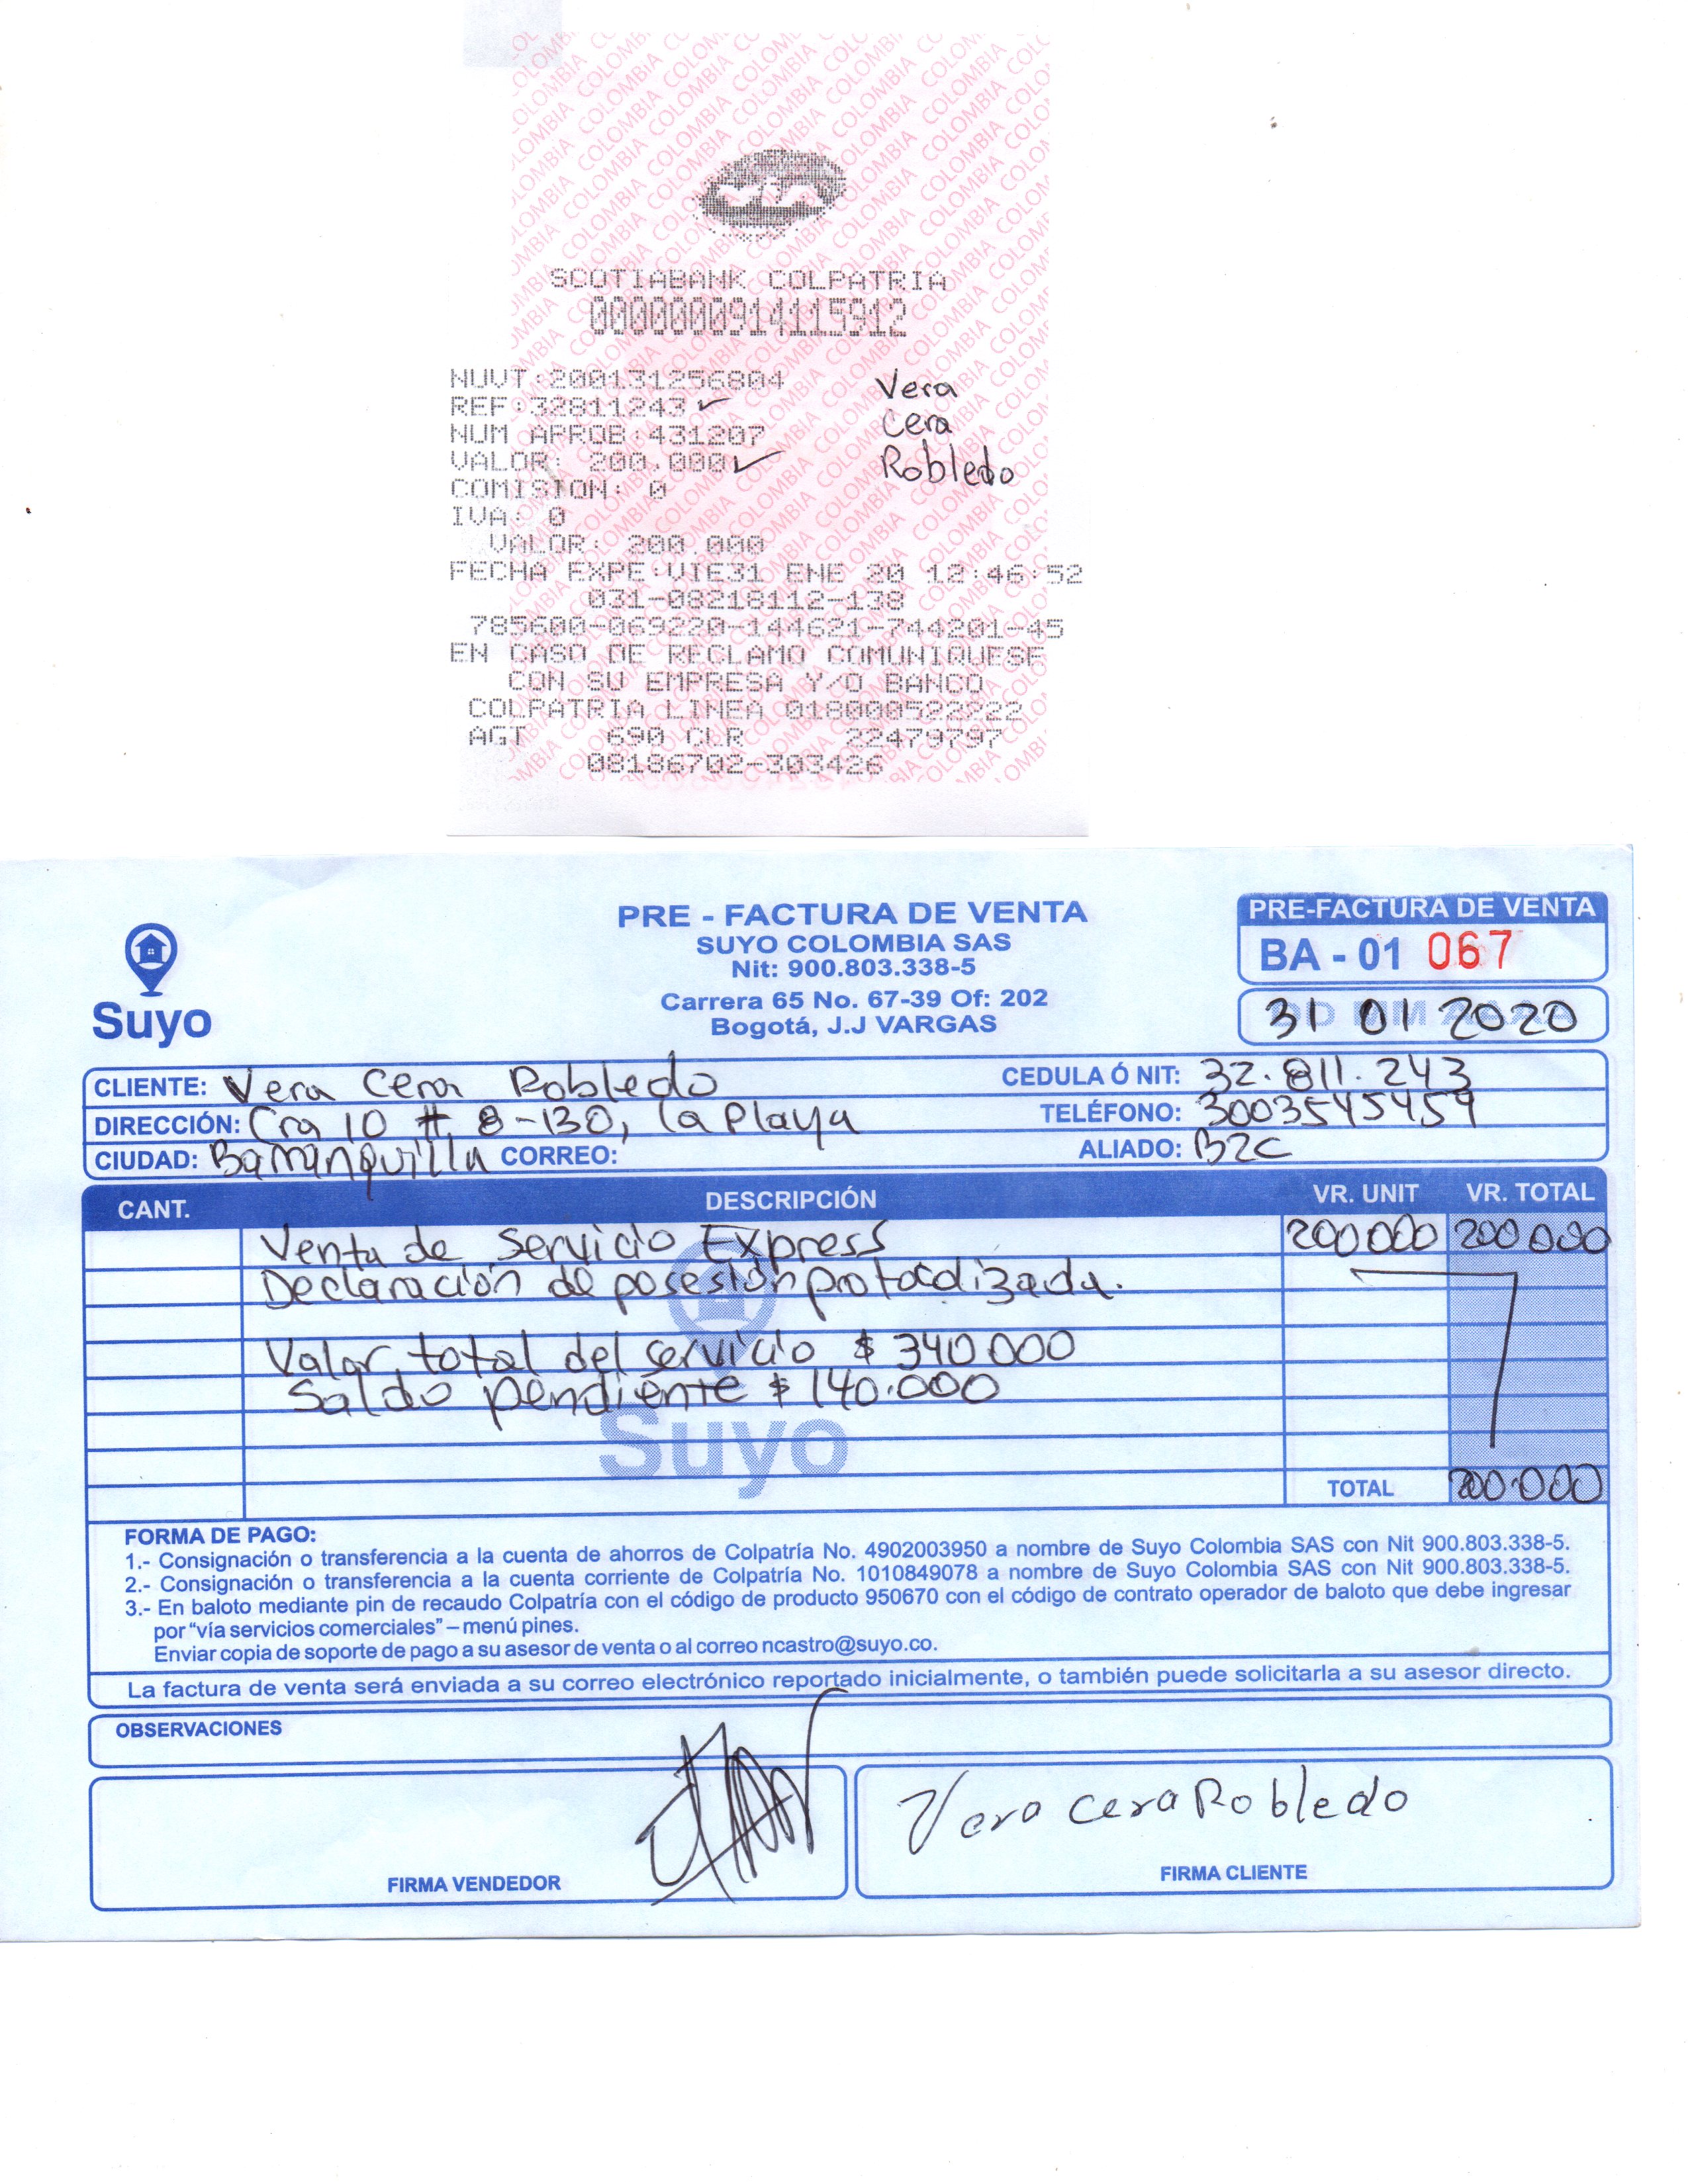 SCOTIABANK COLPATRIA
0000000914115912
NUVT:200131256804
REF:32811243 ✓
NUM APROB:431207
VALOR: 200.000 ✓
COMISION: 0
IVA: 0
VALOR: 200.000
Vera
Cera
Robledo
FECHA EXPE:VIE31 ENE 20 12:46:52
031-08218112-138
785600-069220-144621-744201-45
EN CASO DE RECLAMO COMUNIQUESE
CON SU EMPRESA Y/O BANCO
COLPATRIA LINEA 018000522222
AGT 690 CLR 22479797
08186702-303426
Suyo
PRE - FACTURA DE VENTA
SUYO COLOMBIA SAS
Nit: 900.803.338-5
Carrera 65 No. 67-39 Of: 202
Bogotá, J.J VARGAS
PRE-FACTURA DE VENTA
BA - 01 067
31 01 2020
CLIENTE: Vera Cera Robledo CEDULA Ó NIT: 32.811.243
DIRECCIÓN: Cra 10 # 8-130, la Playa TELÉFONO: 3003545459
CIUDAD: Barranquilla CORREO: ALIADO: B2C
CANT. DESCRIPCIÓN VR. UNIT VR. TOTAL
Venta de Servicio Express 200000 200000
Declaración de posesión protocolizada.
Valor total del servicio $ 340000
Saldo pendiente $ 140.000
Suyo
TOTAL 200.000
FORMA DE PAGO:
1.- Consignación o transferencia a la cuenta de ahorros de Colpatría No. 4902003950 a nombre de Suyo Colombia SAS con Nit 900.803.338-5.
2.- Consignación o transferencia a la cuenta corriente de Colpatría No. 1010849078 a nombre de Suyo Colombia SAS con Nit 900.803.338-5.
3.- En baloto mediante pin de recaudo Colpatría con el código de producto 950670 con el código de contrato operador de baloto que debe ingresar
por “vía servicios comerciales” – menú pines.
Enviar copia de soporte de pago a su asesor de venta o al correo ncastro@suyo.co.
La factura de venta será enviada a su correo electrónico reportado inicialmente, o también puede solicitarla a su asesor directo.
OBSERVACIONES
Vera Cera Robledo
FIRMA VENDEDOR
FIRMA CLIENTE